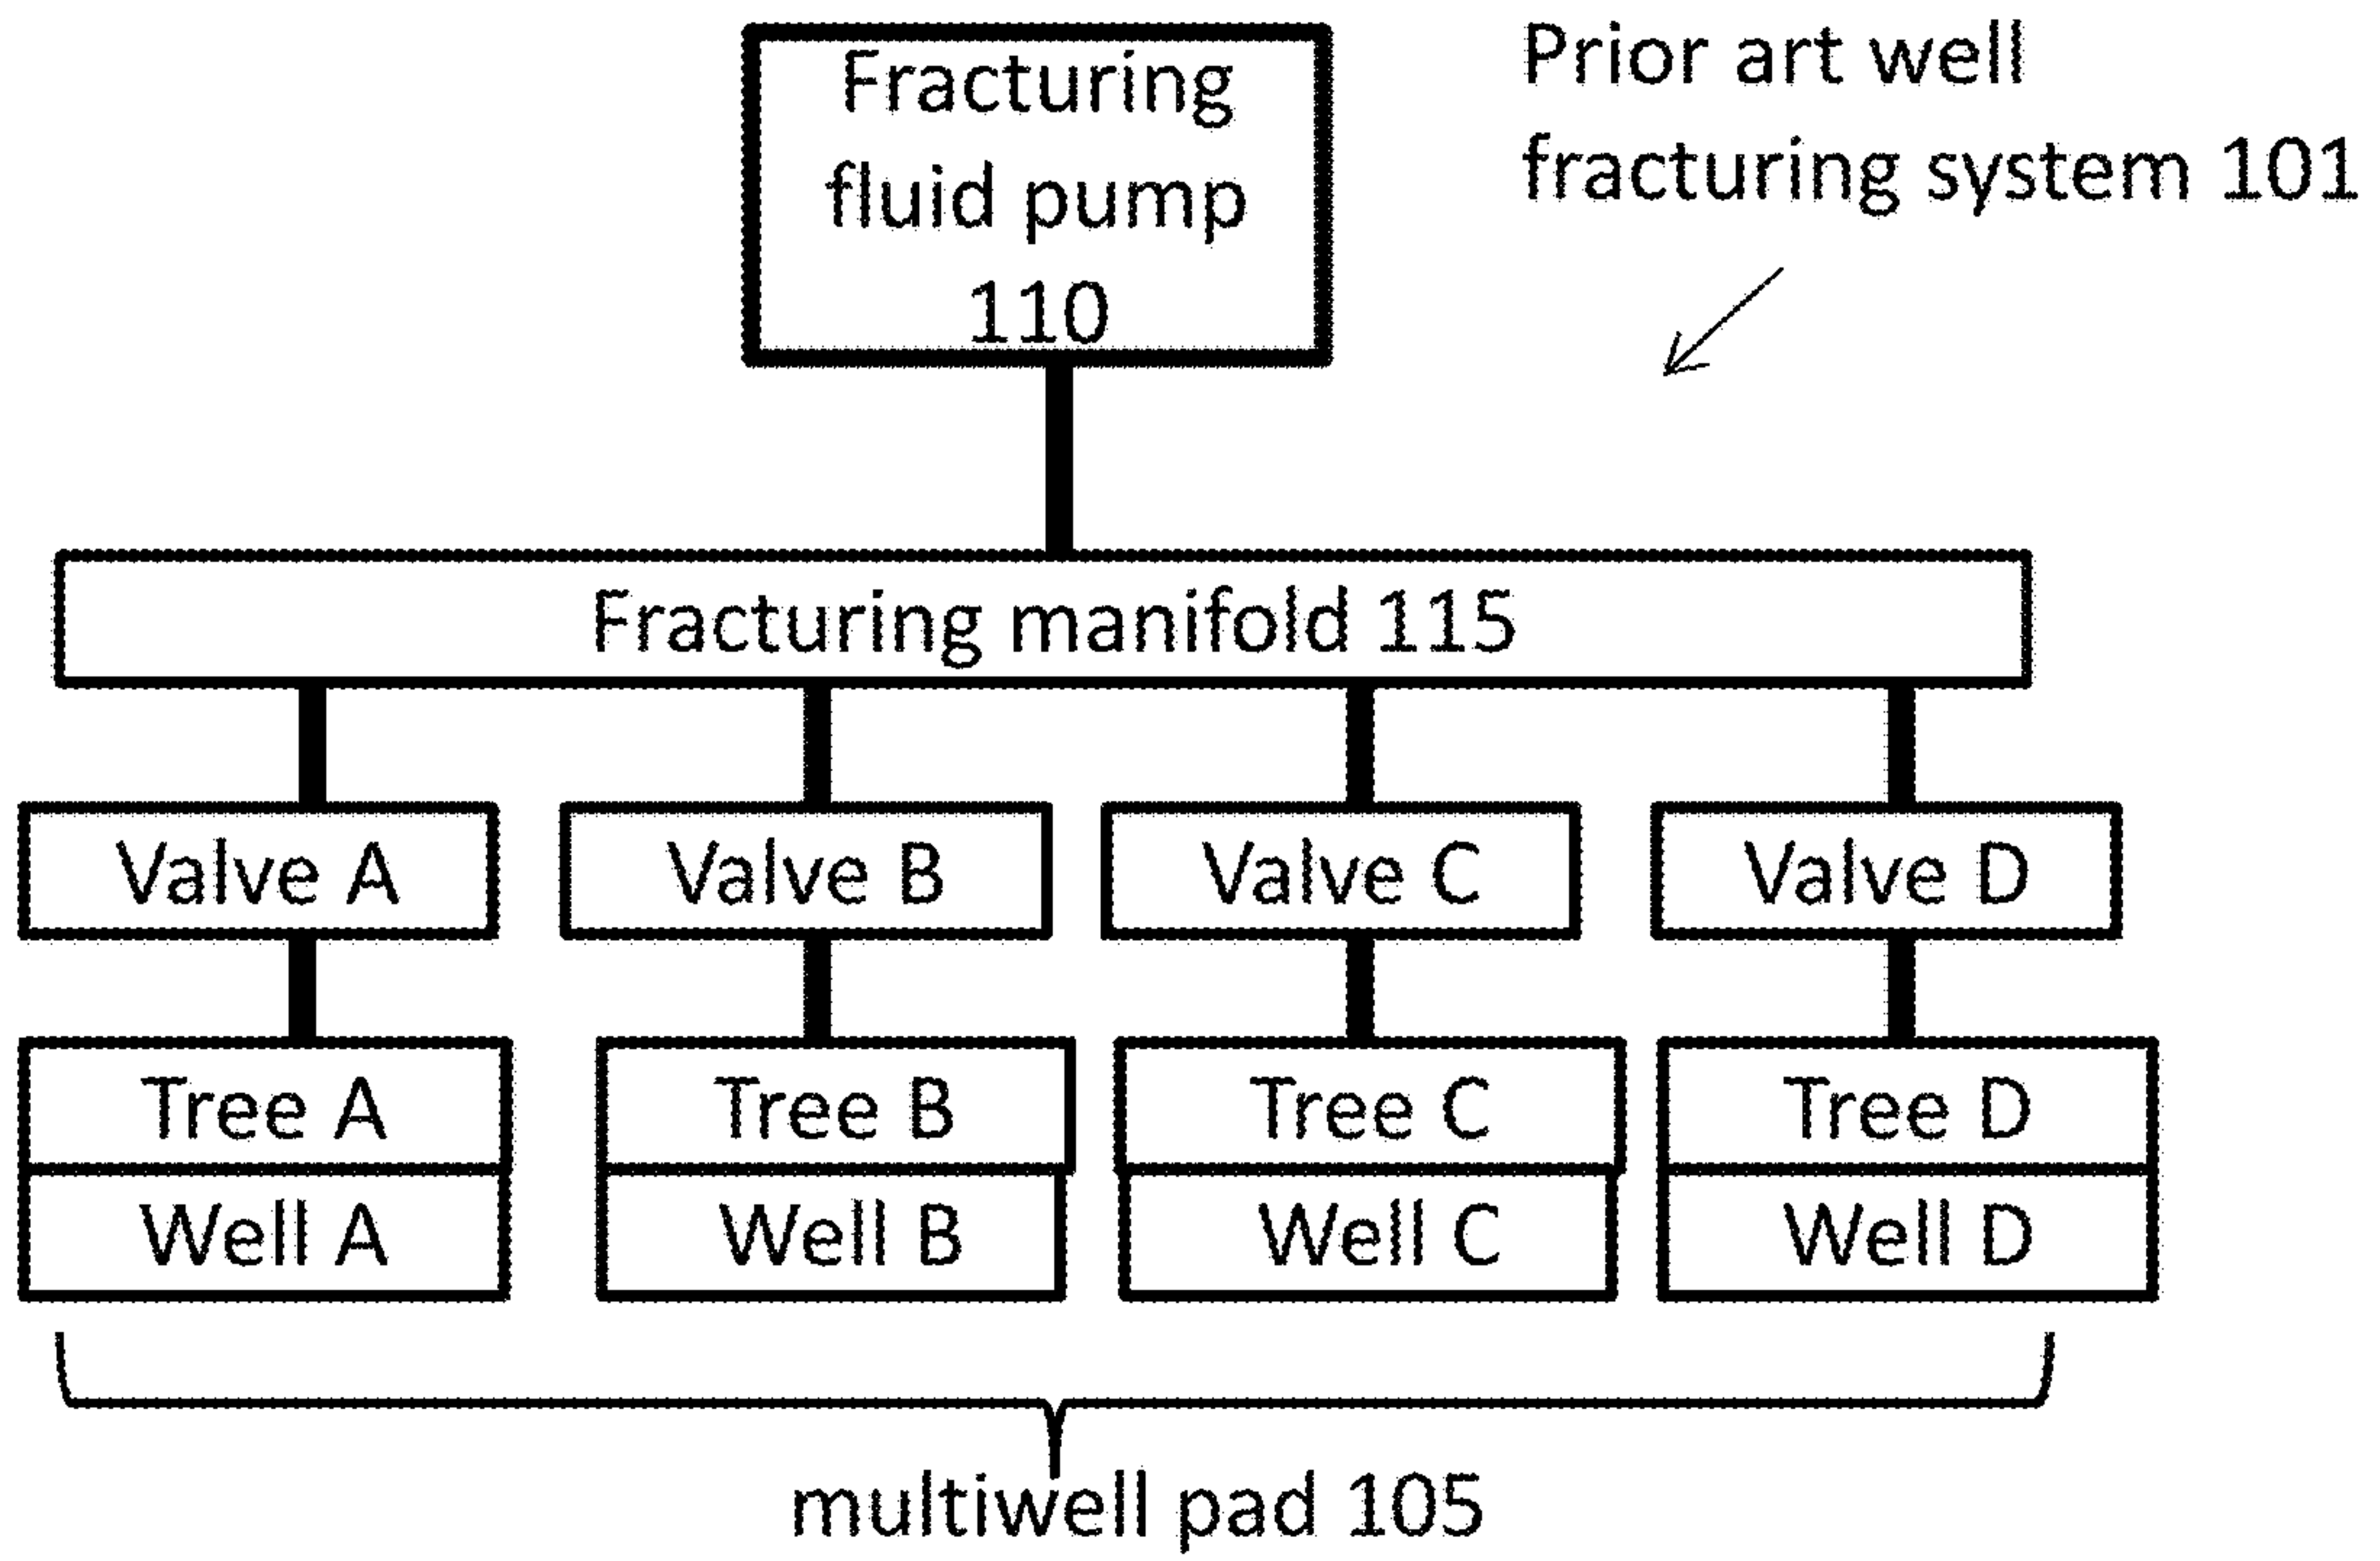 Fracturing
fluid pump
110
Prior art well
fracturing system 101
Fracturing manifold 115
Valve A
Valve B
Valve C
Valve D
Tree A
Tree B
Tree C
Tree D
Well A
Well B
Well C
Well D
multiwell pad 105